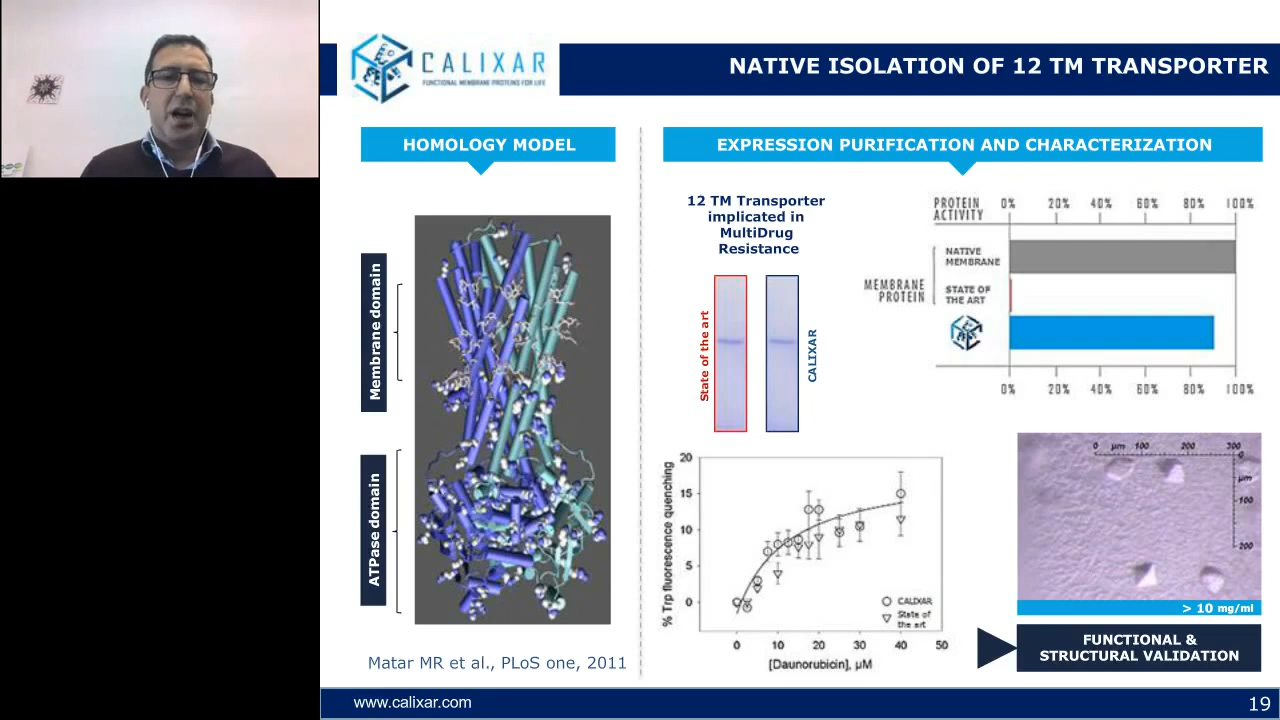 CALIXAR
FUNCTIONAL MEMBRANE PROTEINS FOR LIFE
NATIVE ISOLATION OF 12 TM TRANSPORTER
HOMOLOGY MODEL
Membrane domain
ATPase domain
Matar MR et al., PLoS one, 2011
EXPRESSION PURIFICATION AND CHARACTERIZATION
12 TM Transporter
implicated in
MultiDrug
Resistance
State of the art
CALIXAR
PROTEIN
ACTIVITY
0% 20% 40% 60% 80% 100%
MEMBRANE
PROTEIN
NATIVE
MEMBRANE
STATE OF
THE ART
0% 20% 40% 60% 80% 100%
% Trp fluorescence quenching
20
15
10
5
0
CALIXAR
State of
the art
0 10 20 30 40 50
[Daunorubicin], µM
0 µm 100 200 300
0
µm
100
200
> 10 mg/ml
FUNCTIONAL &
STRUCTURAL VALIDATION
www.calixar.com
19